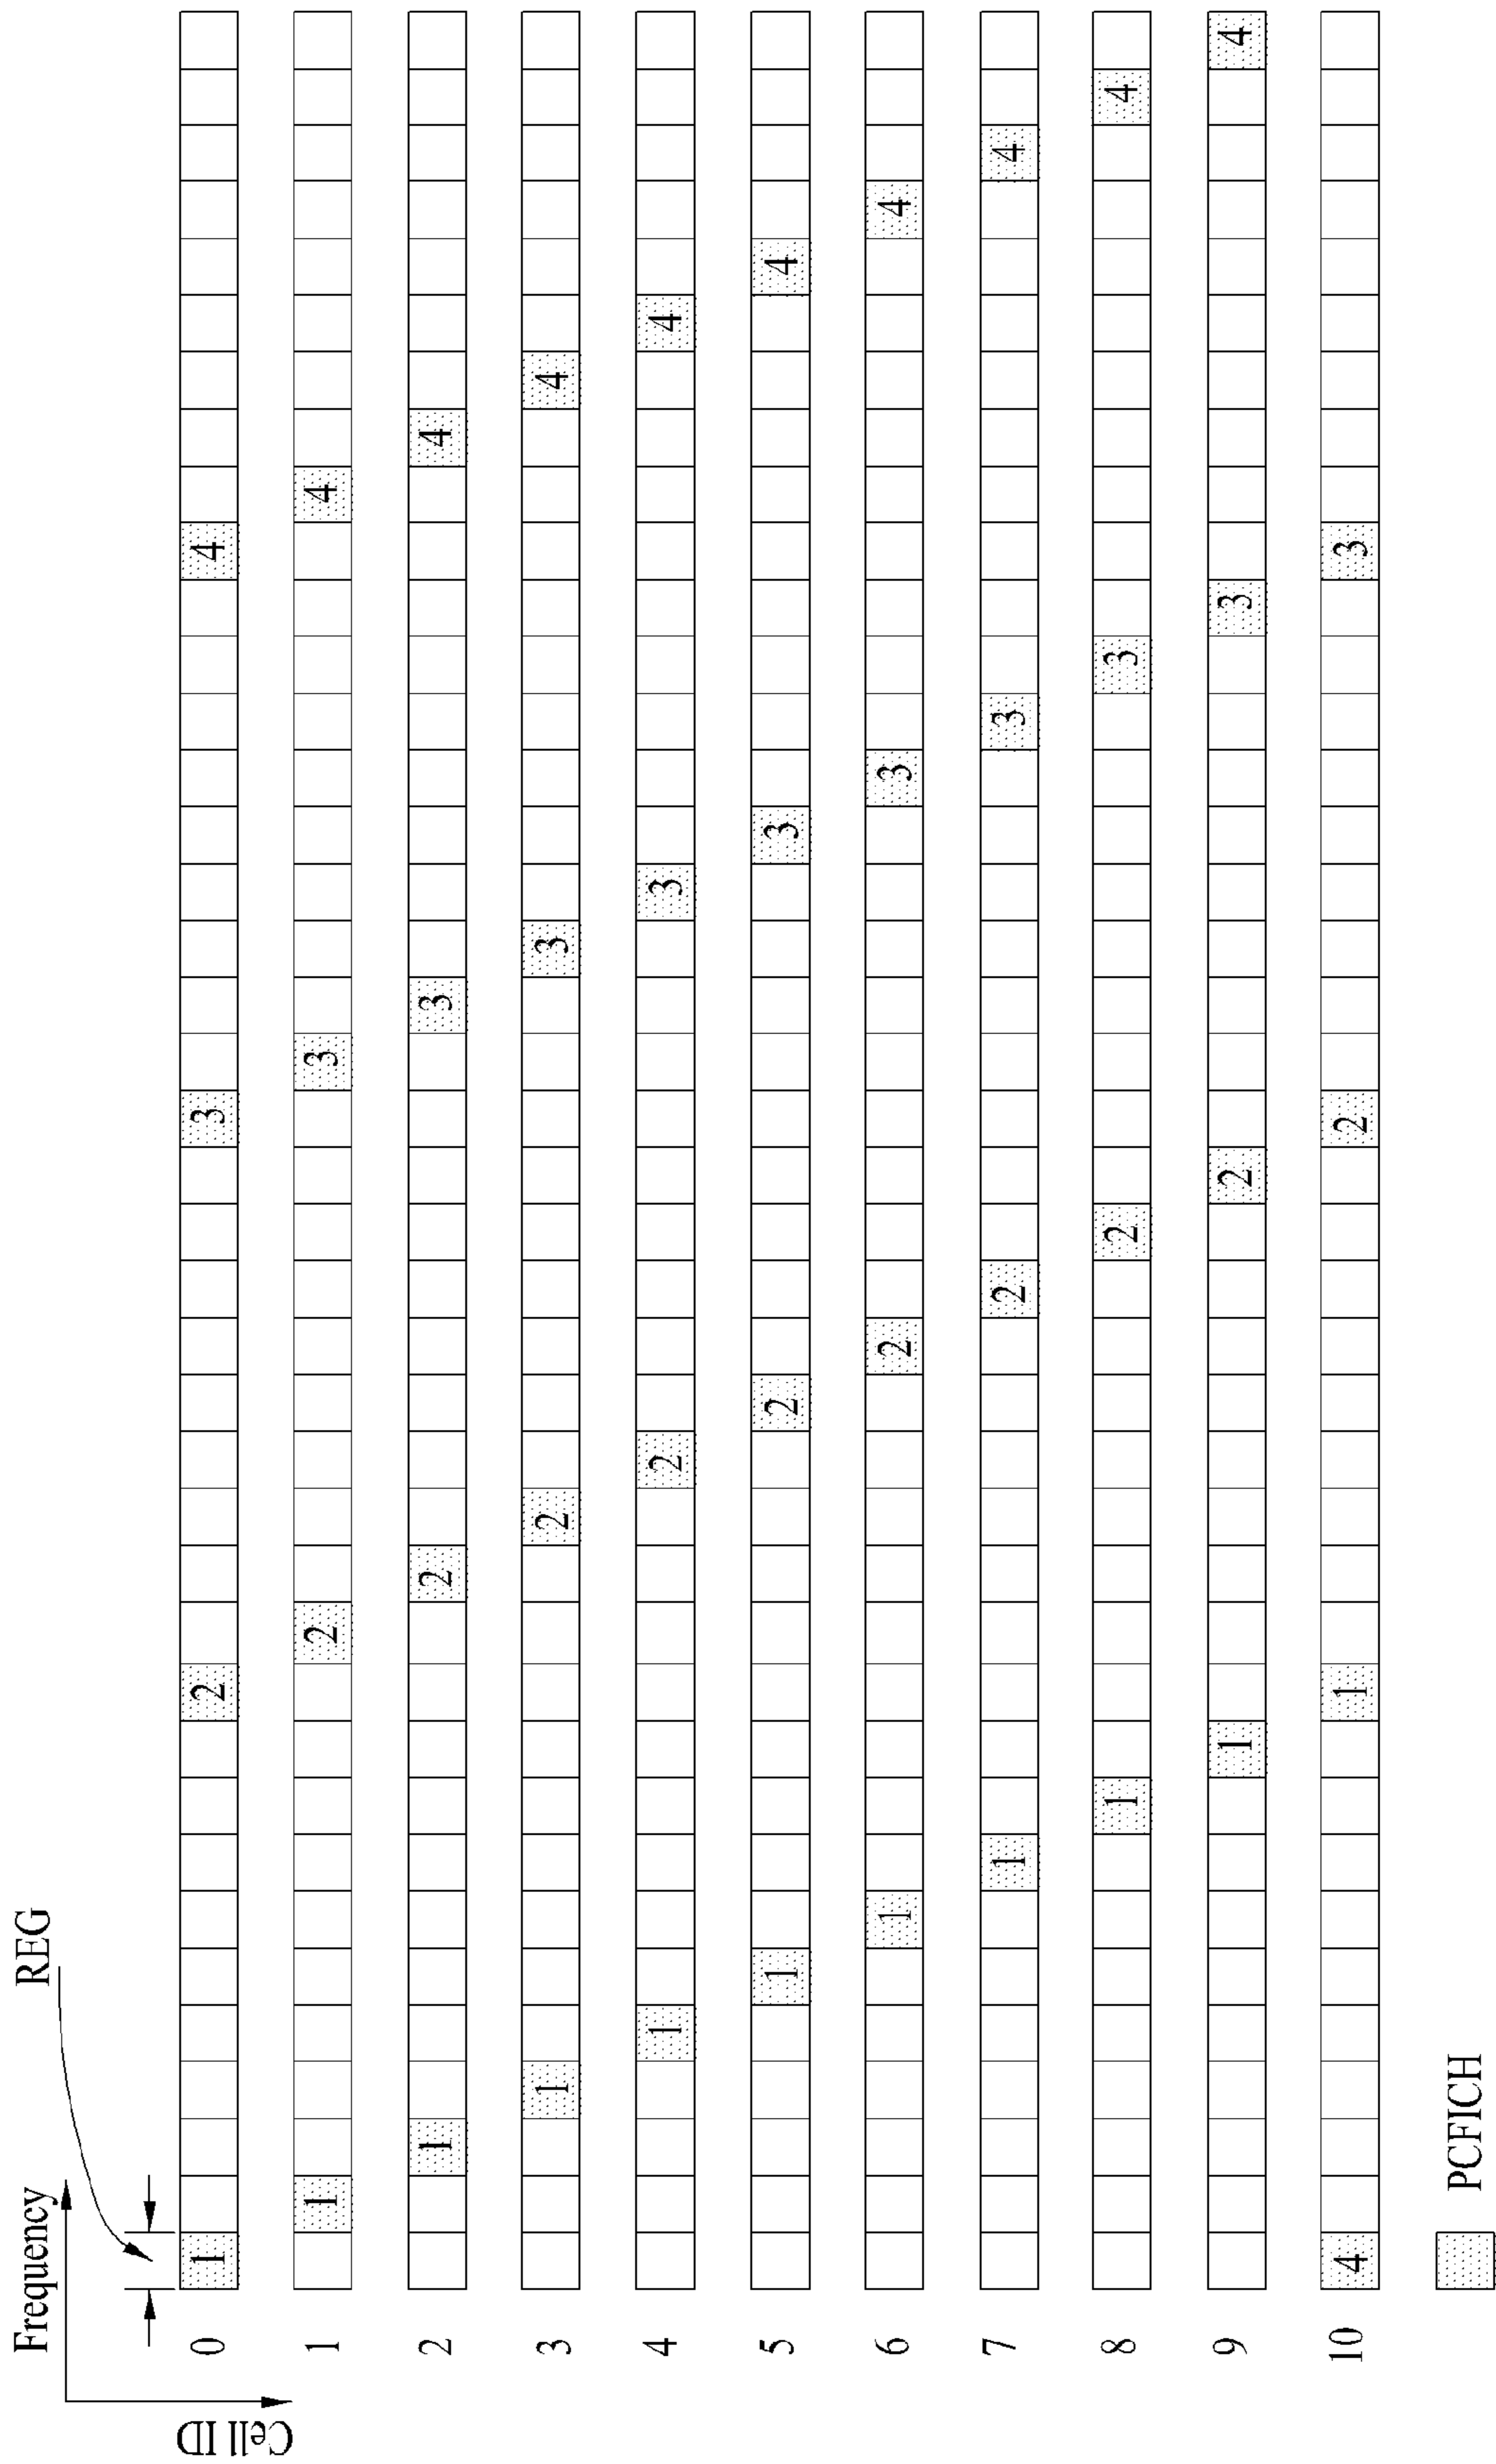 Frequency
REG
Cell ID
0 1 2 3 4
1 1 2 3 4
2 1 2 3 4
3 1 2 3 4
4 1 2 3 4
5 1 2 3 4
6 1 2 3 4
7 1 2 3 4
8 1 2 3 4
9 1 2 3 4
10 4 1 2 3
PCFICH